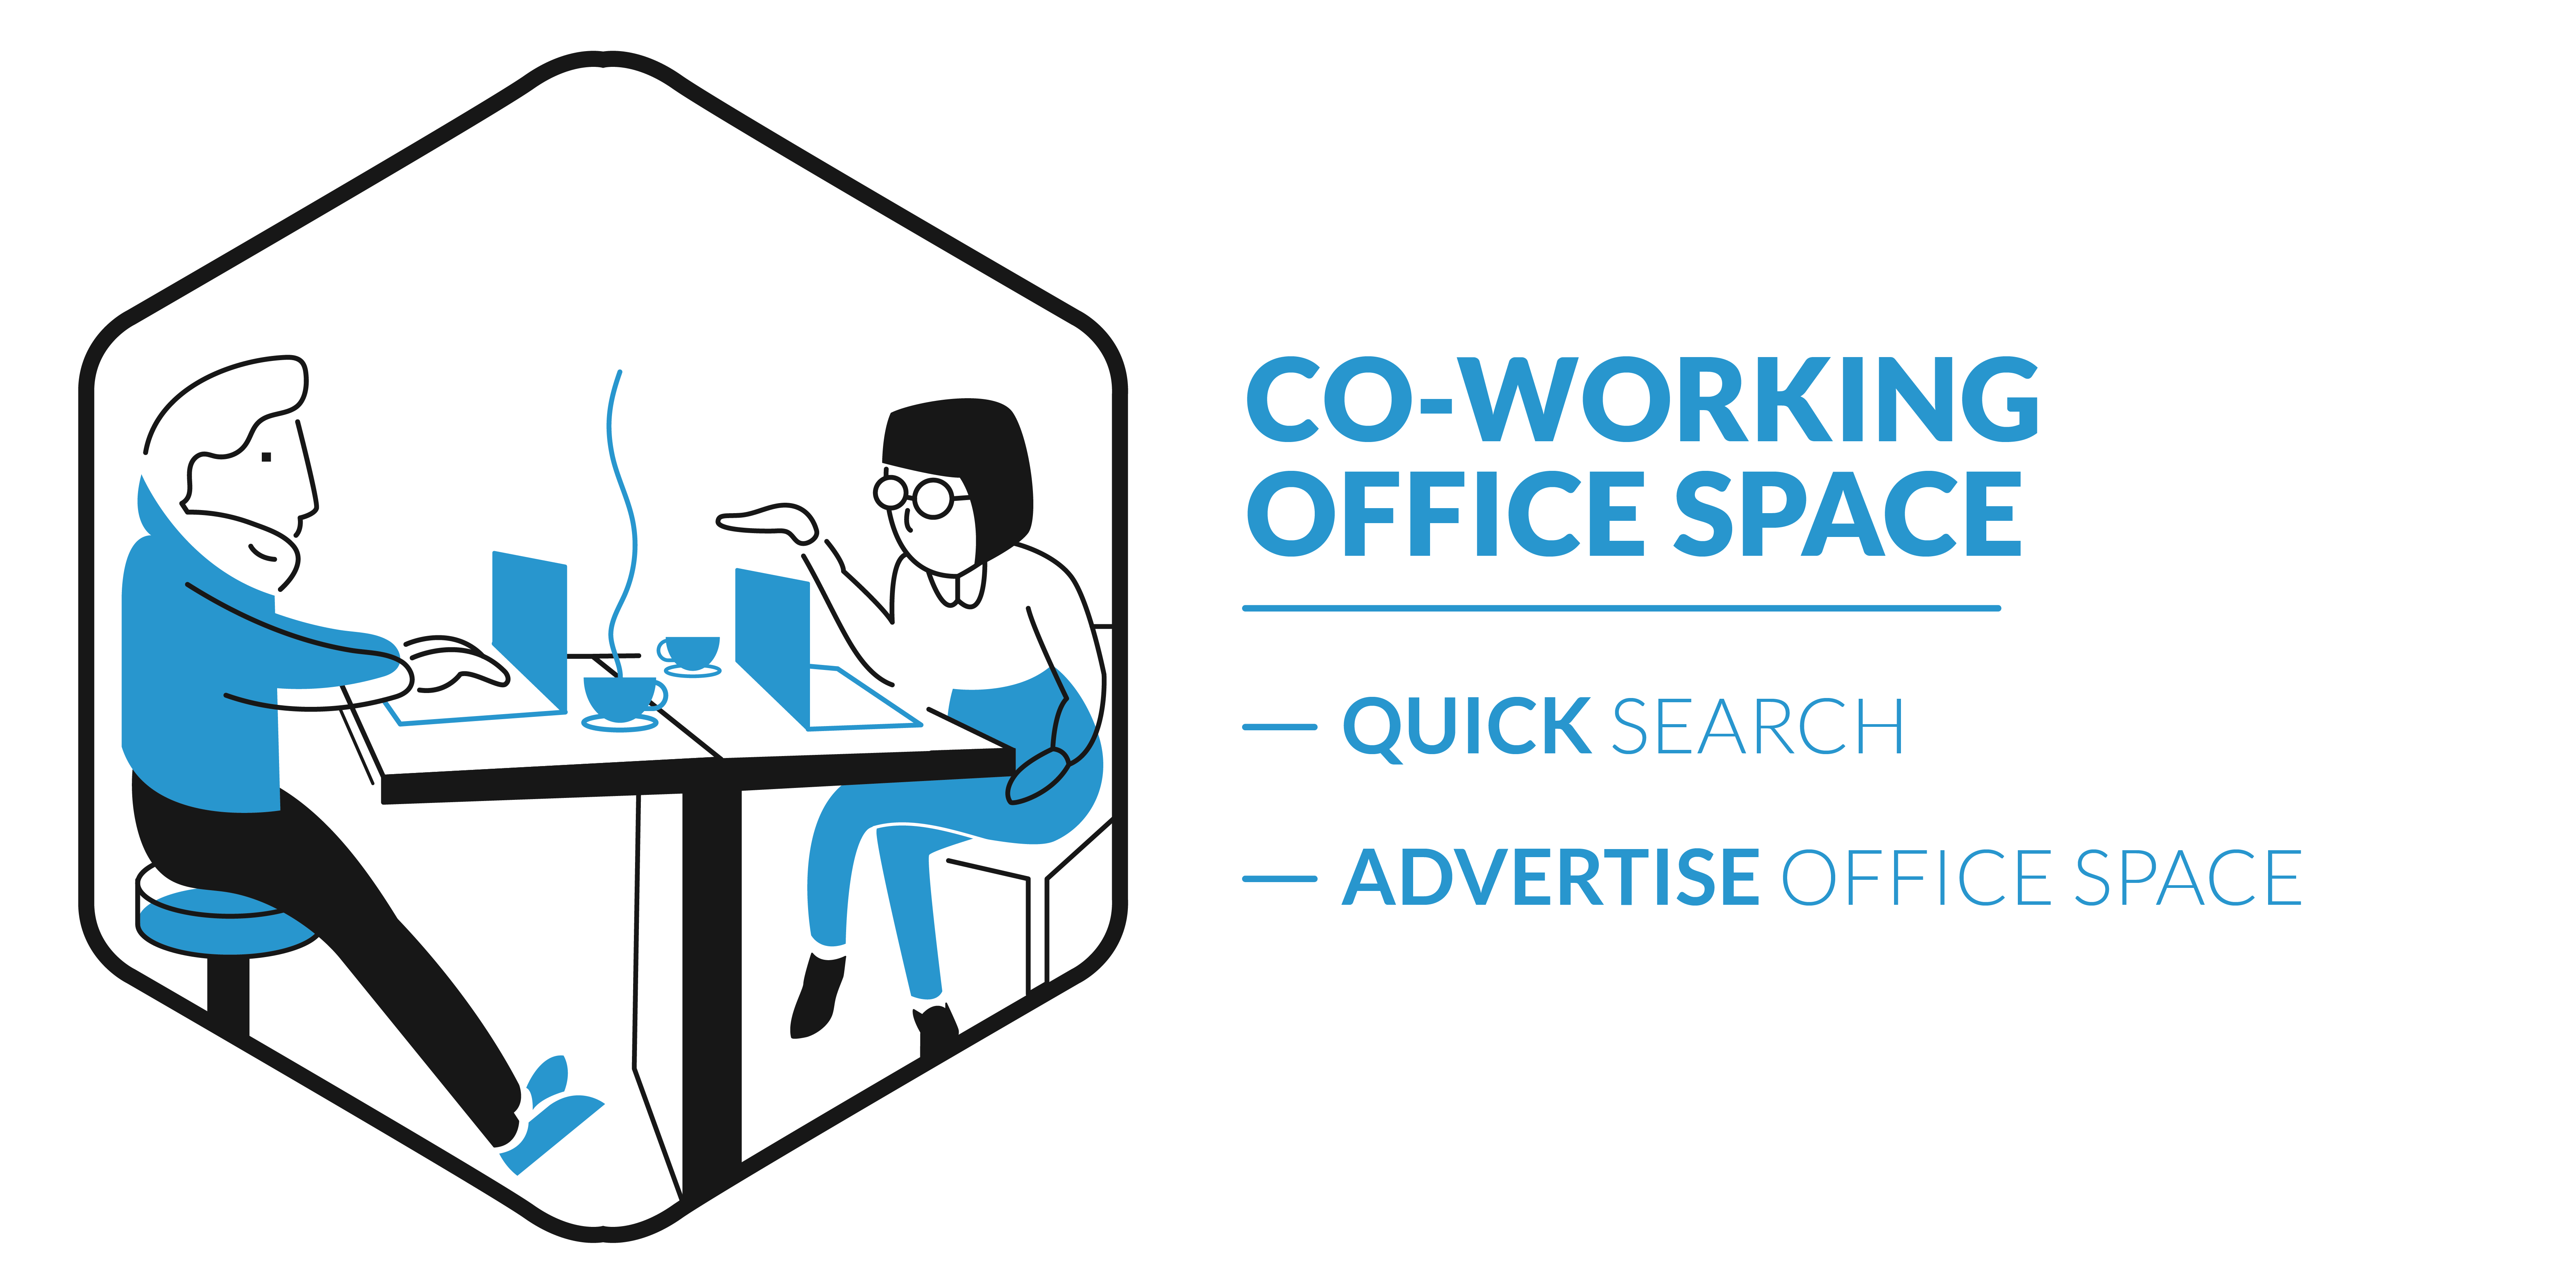 CO-WORKING
OFFICE SPACE
— QUICK SEARCH
— ADVERTISE OFFICE SPACE